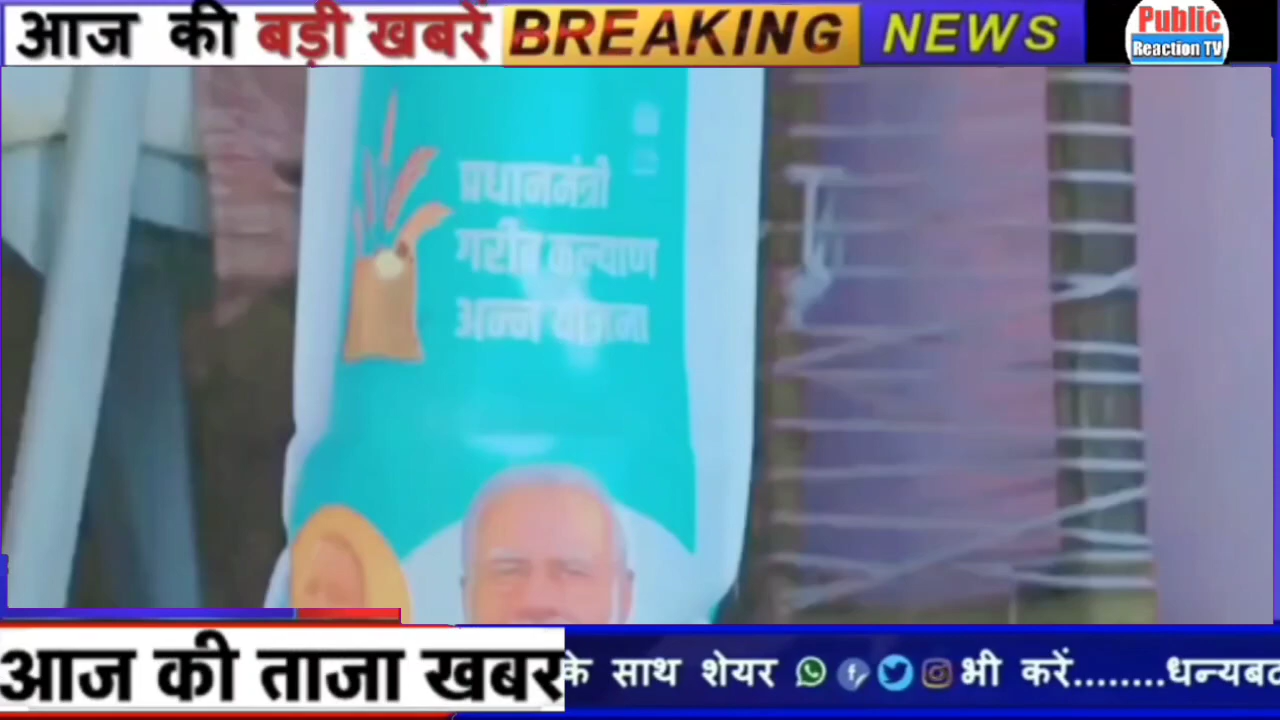 आज की बड़ी खबरें BREAKING NEWS
Public
Reaction TV
प्रधानमंत्री
गरीब कल्याण
अन्न योजना
आज की ताजा खबर
के साथ शेयर भी करें........धन्यबट